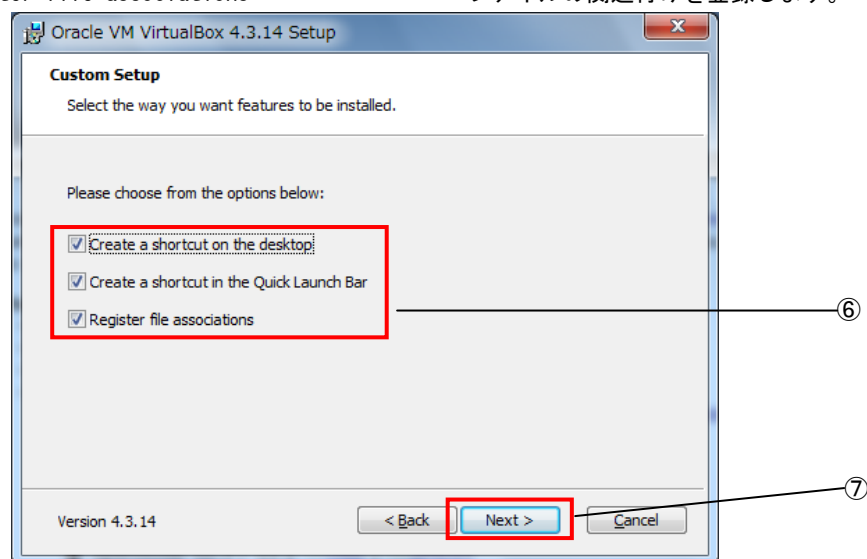 Oracle VM VirtualBox 4.3.14 Setup
Custom Setup
Select the way you want features to be installed.
Please choose from the options below:
Create a shortcut on the desktop
Create a shortcut in the Quick Launch Bar
Register file associations
⑥
⑦
Version 4.3.14
< Back
Next >
Cancel